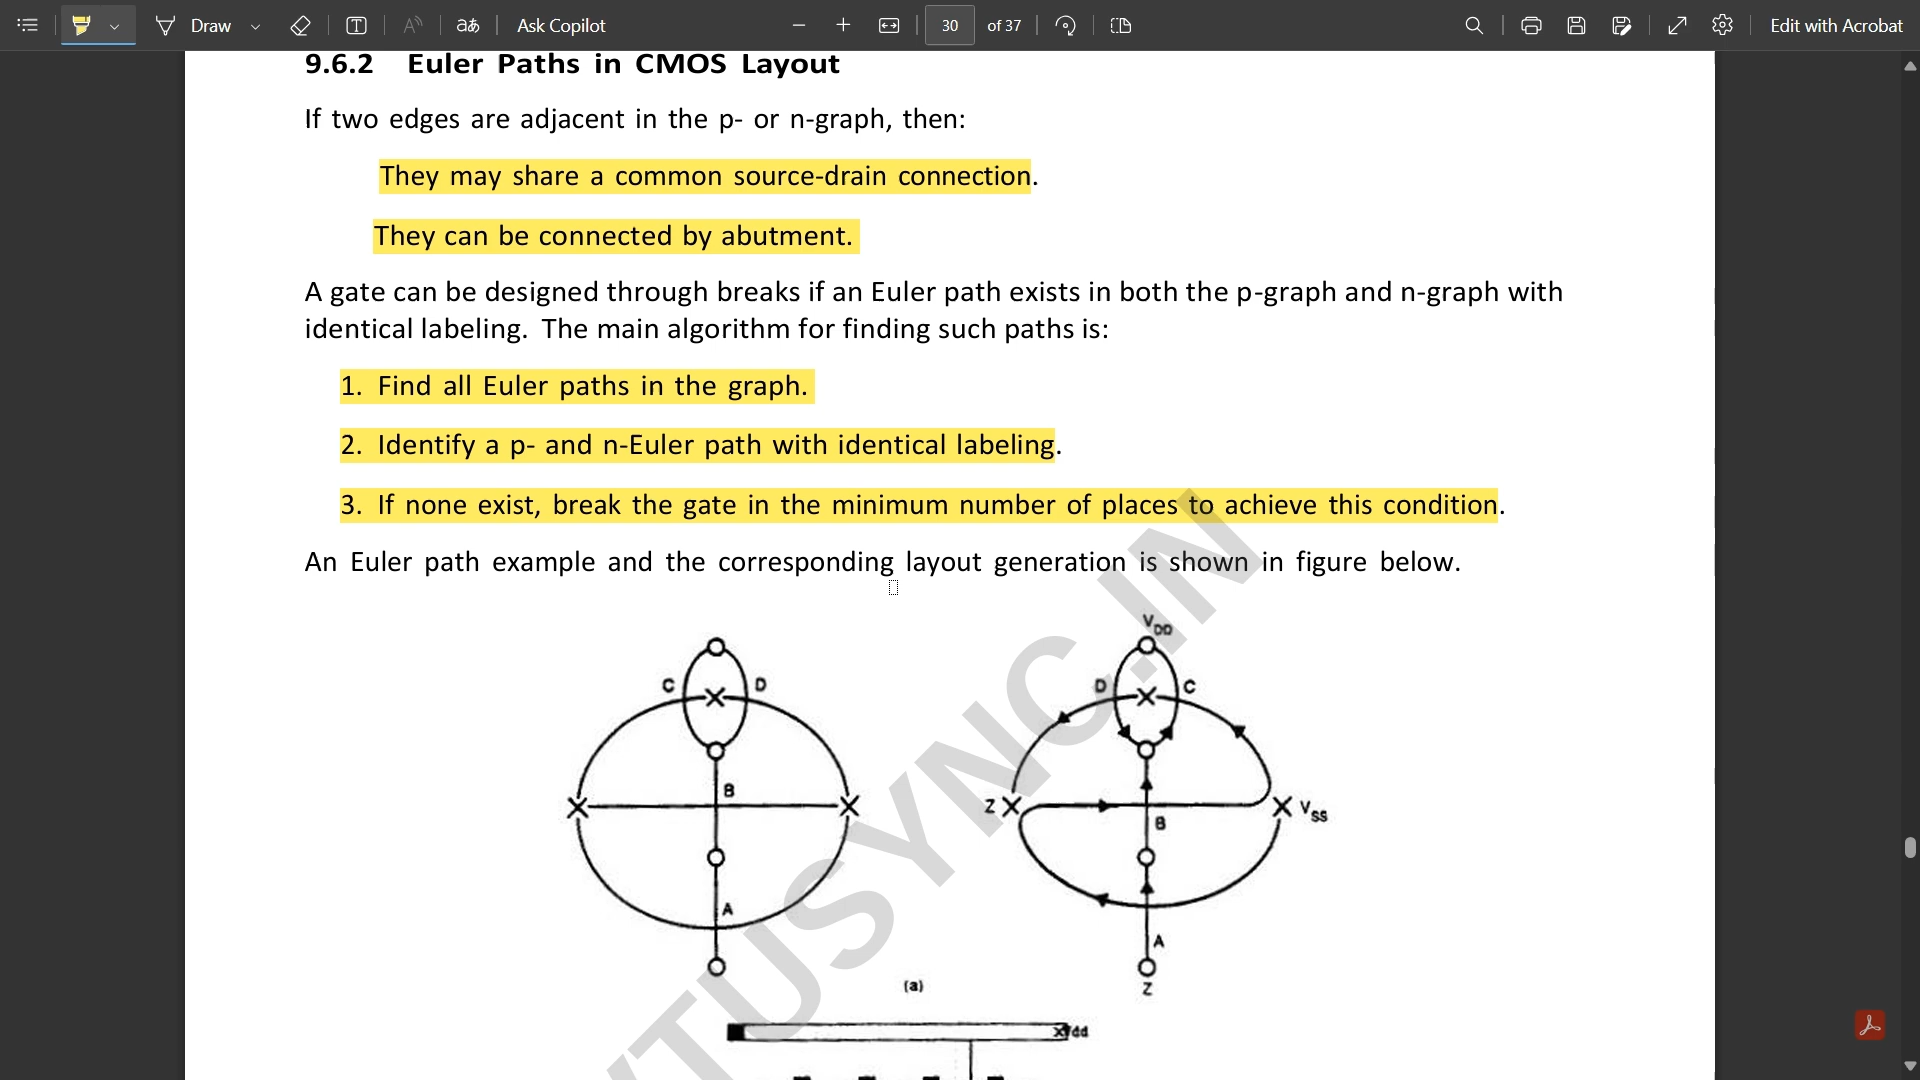 Draw
Ask Copilot
30 of 37
Edit with Acrobat
9.6.2 Euler Paths in CMOS Layout
If two edges are adjacent in the p- or n-graph, then:
They may share a common source-drain connection.
They can be connected by abutment.
A gate can be designed through breaks if an Euler path exists in both the p-graph and n-graph with
identical labeling. The main algorithm for finding such paths is:
1. Find all Euler paths in the graph.
2. Identify a p- and n-Euler path with identical labeling.
3. If none exist, break the gate in the minimum number of places to achieve this condition.
An Euler path example and the corresponding layout generation is shown in figure below.
VDD
C D D C
B
Z VSS
B
A
A
(a) Z
Vdd
VTUSYNC.IN